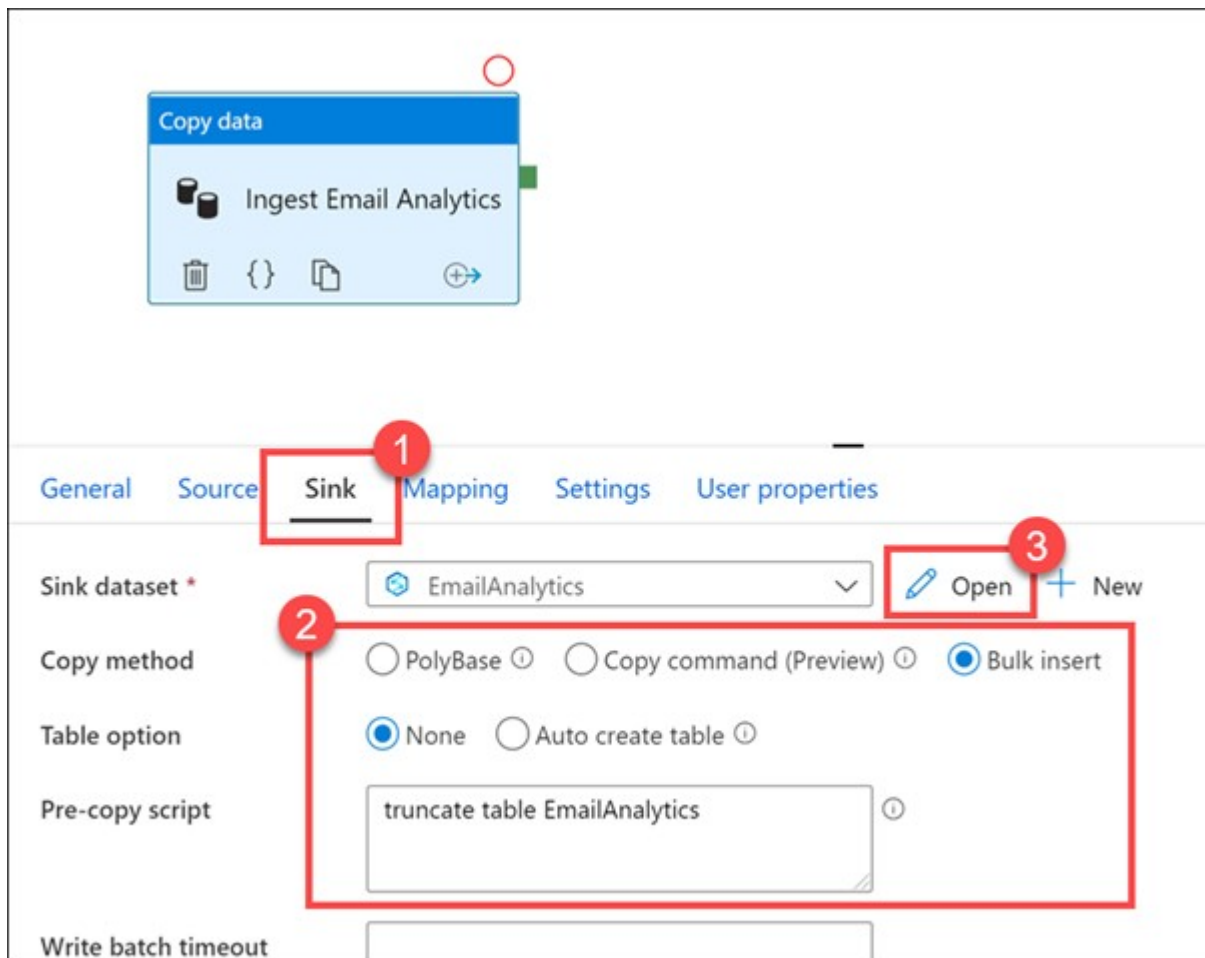 Copy data
Ingest Email Analytics
{}
1
General Source Sink Mapping Settings User properties
3
Sink dataset * EmailAnalytics Open + New
2
Copy method PolyBase Copy command (Preview) Bulk insert
Table option None Auto create table
Pre-copy script truncate table EmailAnalytics
Write batch timeout